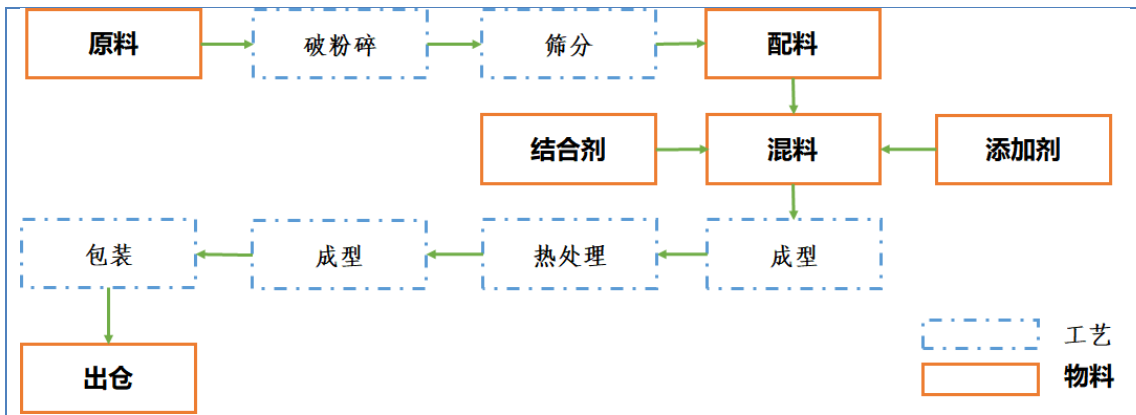 原料
破粉碎
筛分
配料
结合剂
混料
添加剂
包装
成型
热处理
成型
出仓
工艺
物料